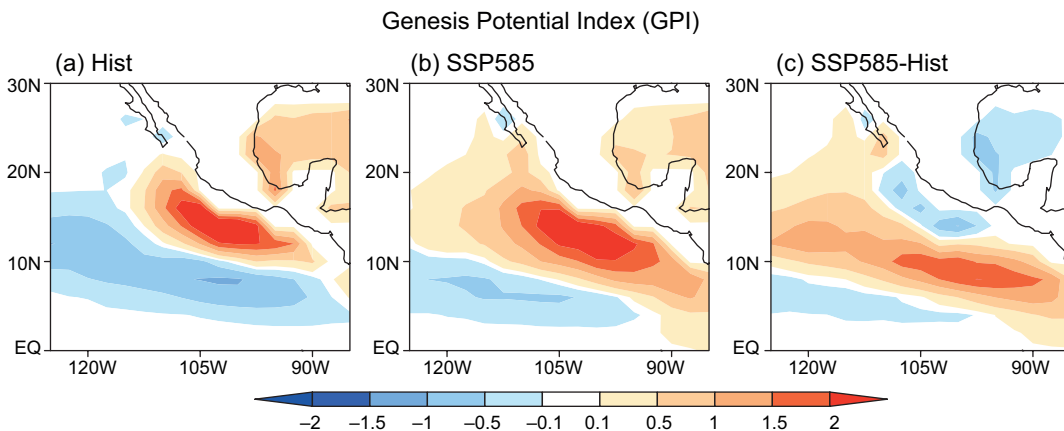 Genesis Potential Index (GPI)
(a) Hist
(b) SSP585
(c) SSP585-Hist
30N
20N
10N
EQ
120W 105W 90W
30N
20N
10N
EQ
120W 105W 90W
30N
20N
10N
EQ
120W 105W 90W
−2 −1.5 −1 −0.5 −0.1 0.1 0.5 1 1.5 2